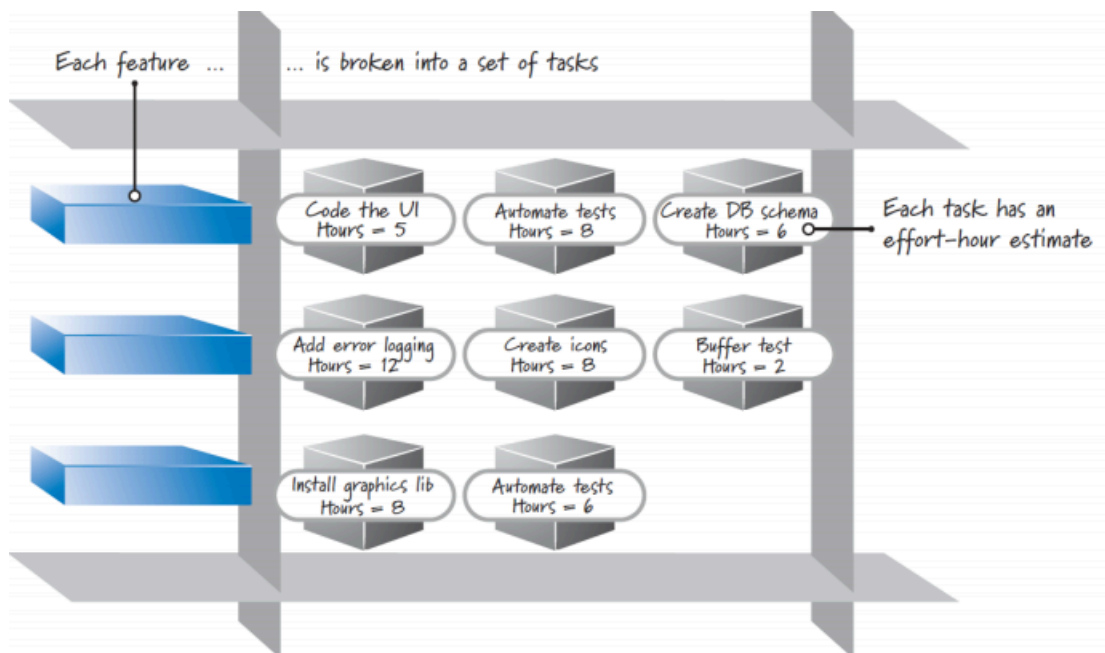 Each feature ... ... is broken into a set of tasks
Code the UI
Hours = 5
Automate tests
Hours = 8
Create DB schema
Hours = 6
Each task has an
effort-hour estimate
Add error logging
Hours = 12
Create icons
Hours = 8
Buffer test
Hours = 2
Install graphics lib
Hours = 8
Automate tests
Hours = 6